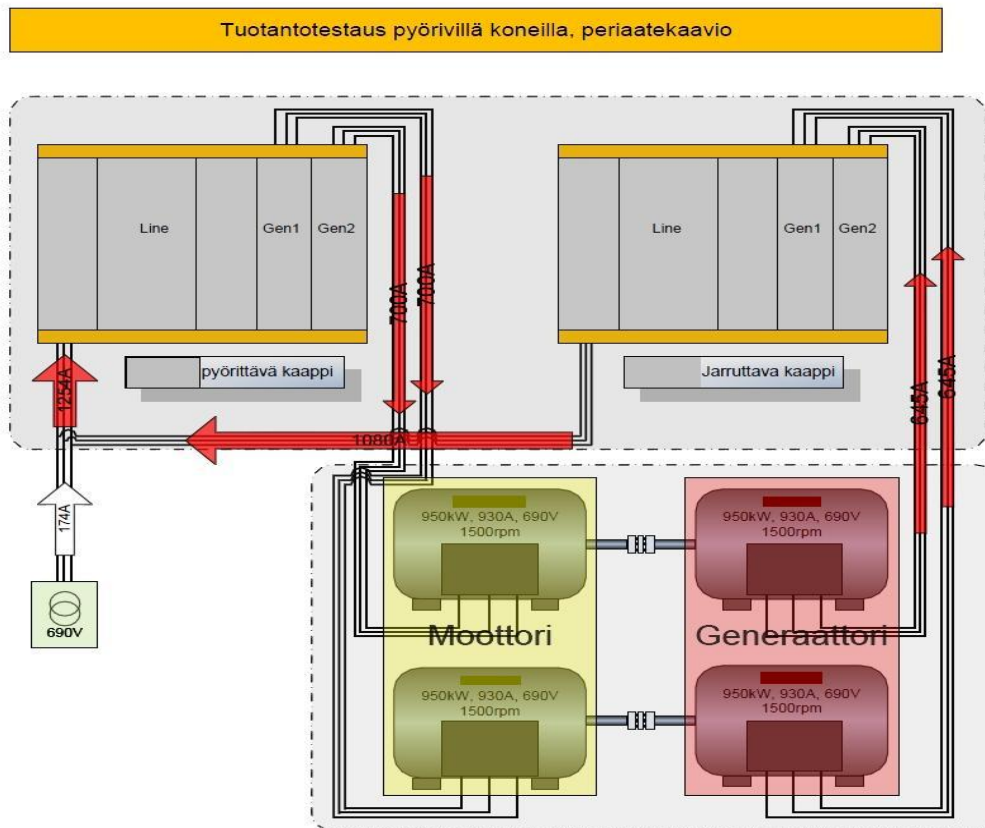 Tuotantotestaus pyörivillä koneilla, periaatekaavio
Line
Gen1
Gen2
Line
Gen1
Gen2
700A
700A
645A
645A
pyörittävä kaappi
Jarruttava kaappi
1254A
1080A
174A
690V
950kW, 930A, 690V
1500rpm
950kW, 930A, 690V
1500rpm
Moottori
Generaattori
950kW, 930A, 690V
1500rpm
950kW, 930A, 690V
1500rpm